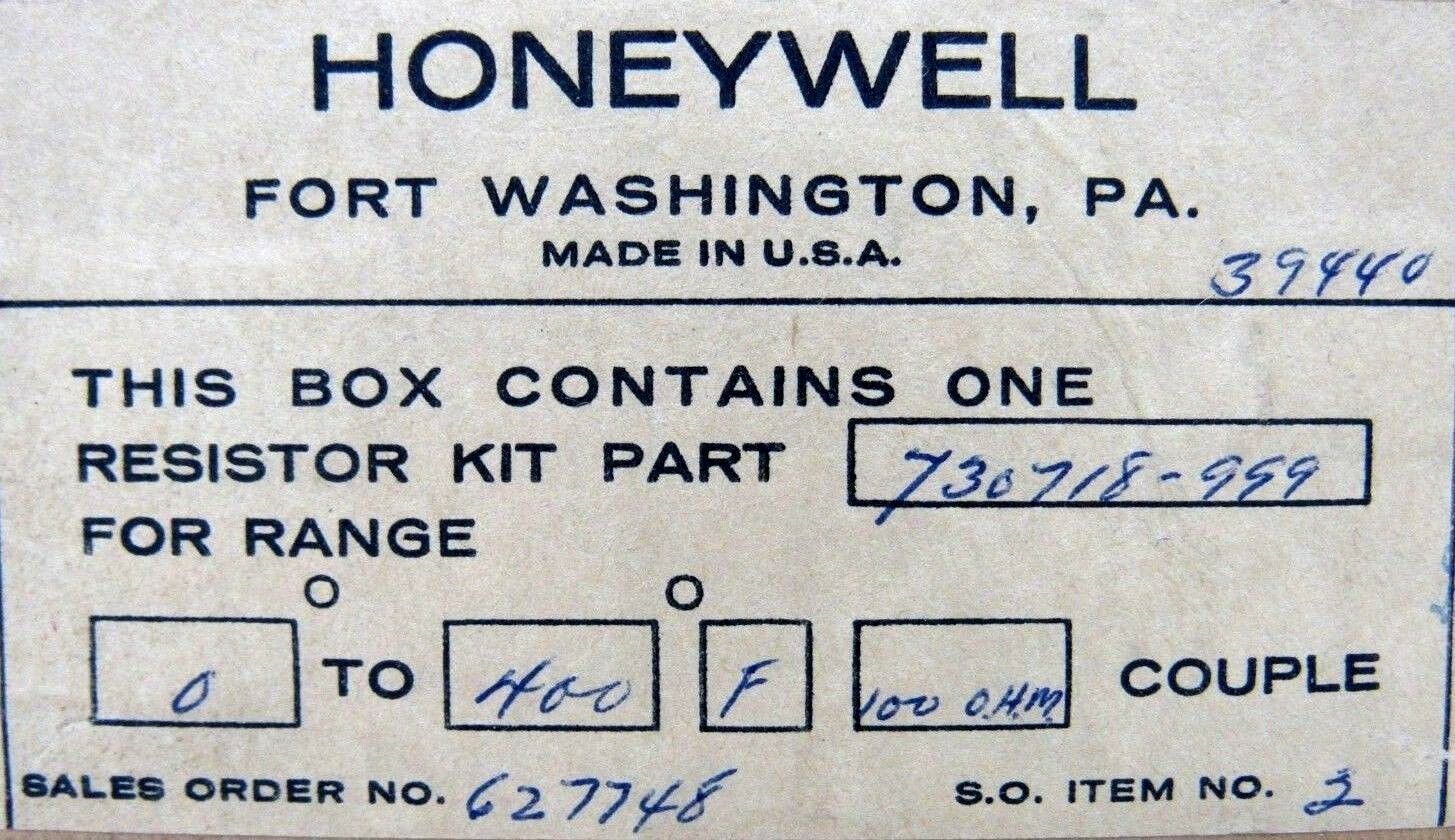 HONEYWELL
FORT WASHINGTON, PA.
MADE IN U.S.A.
39440
THIS BOX CONTAINS ONE
RESISTOR KIT PART 730718-999
FOR RANGE
0° TO 400° F 100 O.H.M. COUPLE
SALES ORDER NO. 627748 S.O. ITEM NO.